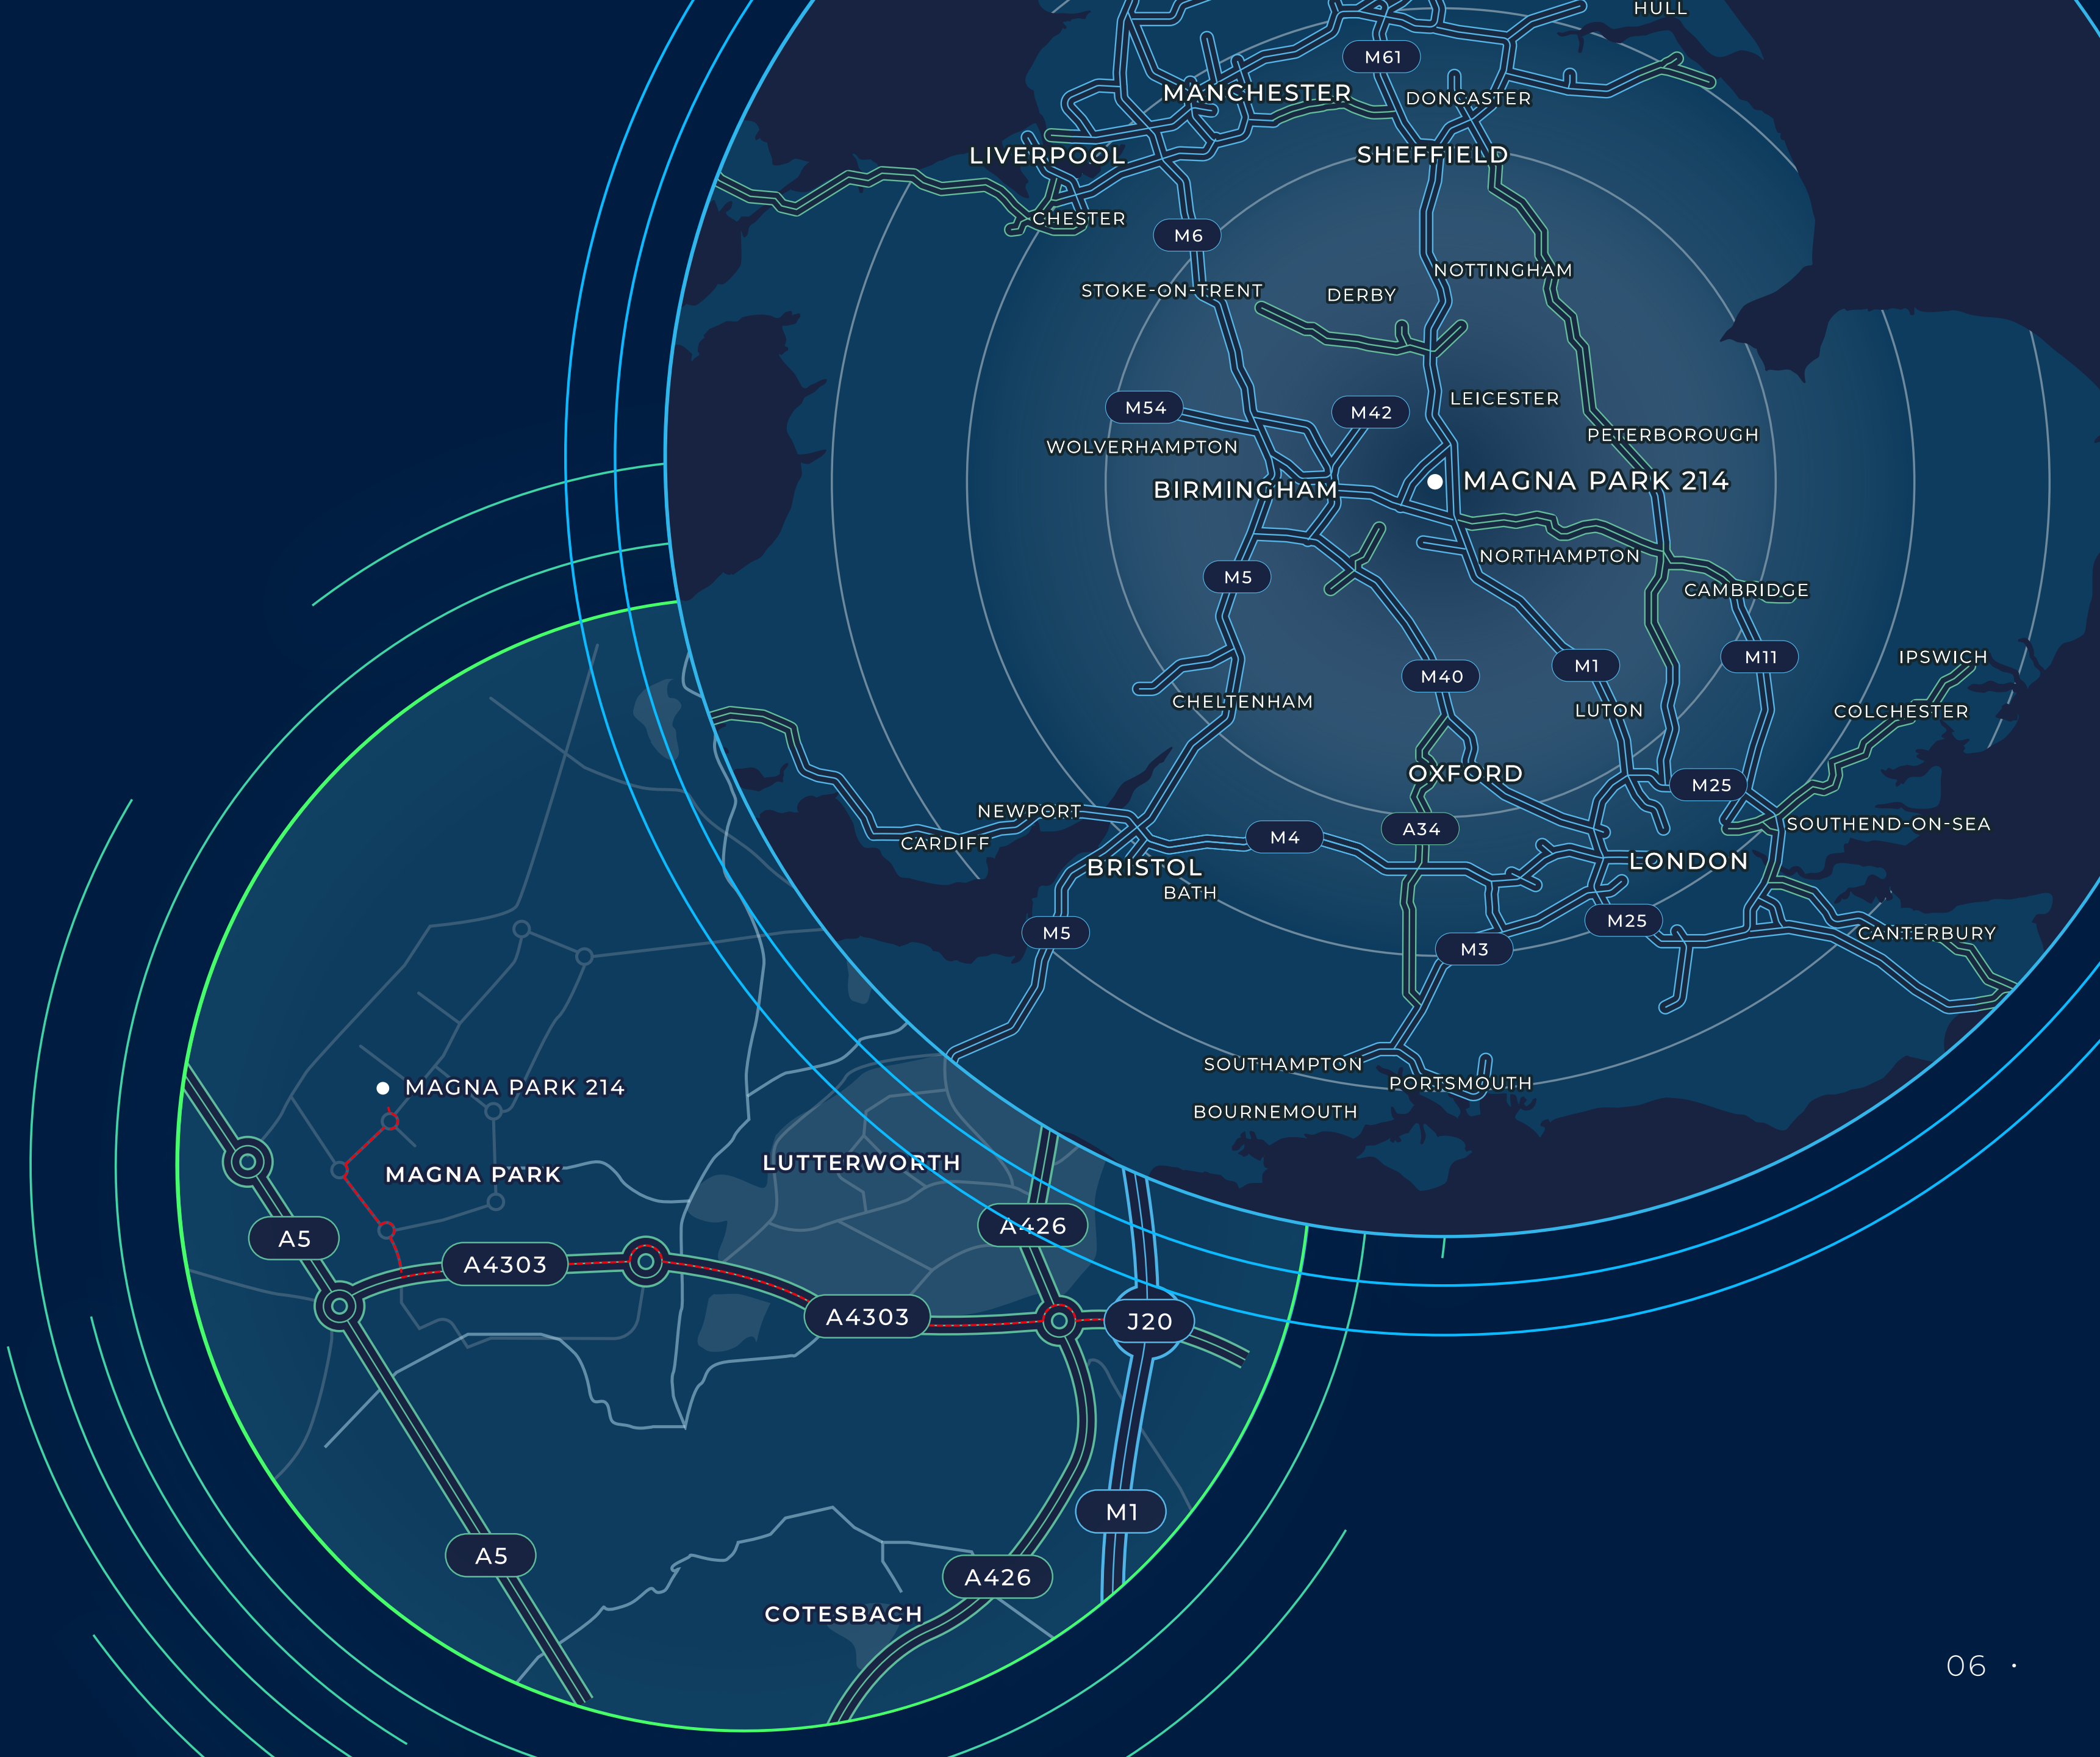 HULL
M61
MANCHESTER
DONCASTER
LIVERPOOL
SHEFFIELD
CHESTER
M6
NOTTINGHAM
STOKE-ON-TRENT
DERBY
LEICESTER
M54
M42
PETERBOROUGH
WOLVERHAMPTON
MAGNA PARK 214
BIRMINGHAM
NORTHAMPTON
M5
CAMBRIDGE
M1
M11
IPSWICH
M40
CHELTENHAM
LUTON
COLCHESTER
OXFORD
M25
NEWPORT
SOUTHEND-ON-SEA
A34
M4
CARDIFF
LONDON
BRISTOL
BATH
M25
M5
CANTERBURY
M3
SOUTHAMPTON
PORTSMOUTH
BOURNEMOUTH
MAGNA PARK 214
LUTTERWORTH
MAGNA PARK
A426
A5
A4303
A4303
J20
M1
A5
A426
COTESBACH
06 ·